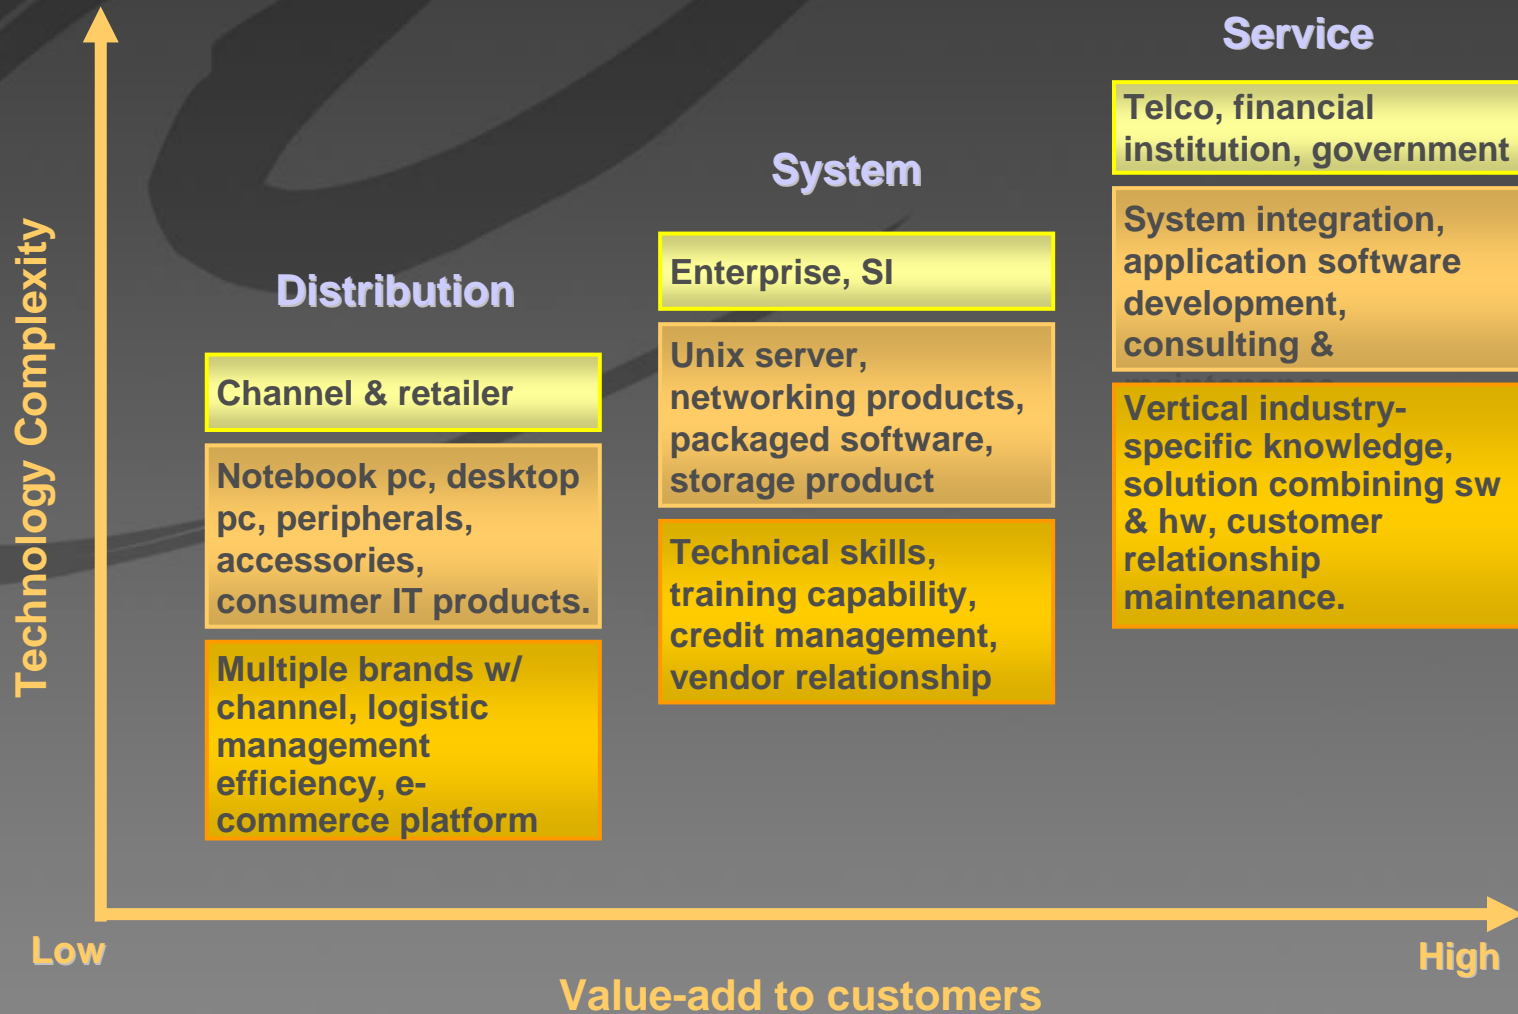 Technology Complexity
Distribution
Channel & retailer
Notebook pc, desktop
pc, peripherals,
accessories,
consumer IT products.
Multiple brands w/
channel, logistic
management
efficiency, e-
commerce platform
System
Enterprise, SI
Unix server,
networking products,
packaged software,
storage product
Technical skills,
training capability,
credit management,
vendor relationship
Service
Telco, financial
institution, government
System integration,
application software
development,
consulting &
maintenance
Vertical industry-
specific knowledge,
solution combining sw
& hw, customer
relationship
maintenance.
Low
High
Value-add to customers